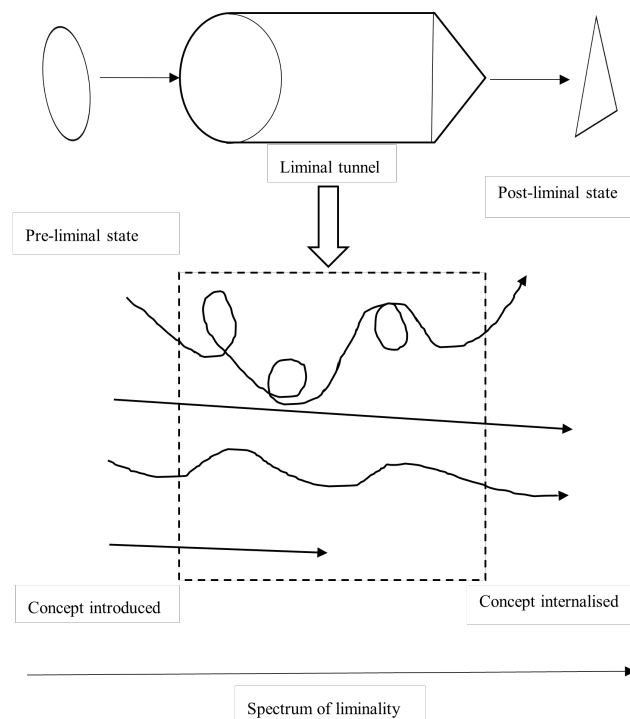 Liminal tunnel
Post-liminal state
Pre-liminal state
Concept introduced
Concept internalised
Spectrum of liminality